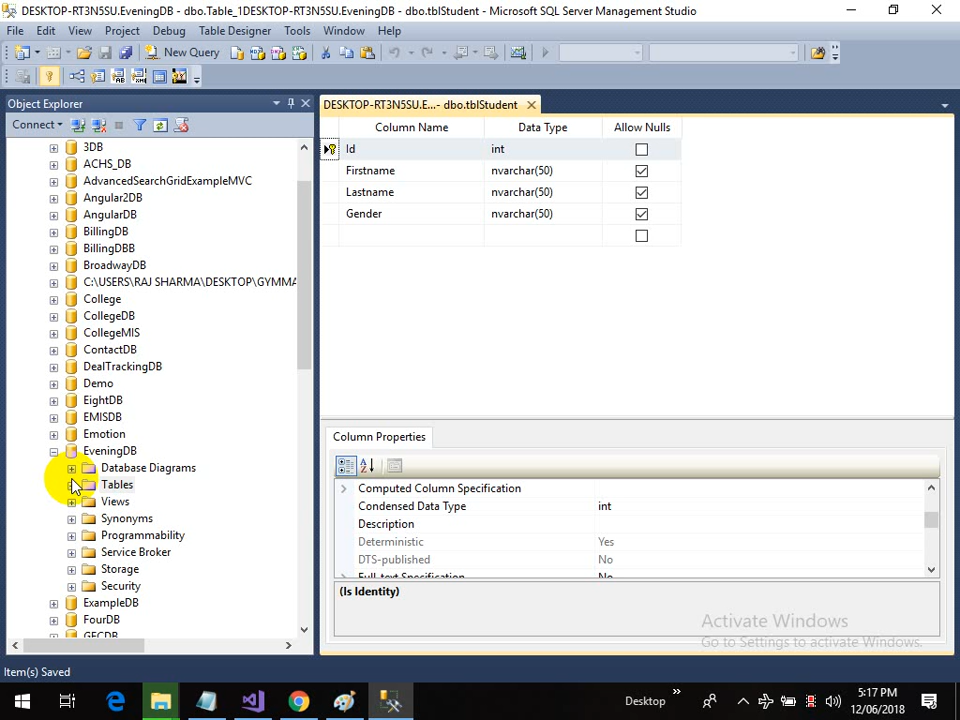 DESKTOP-RT3N5SU.EveningDB - dbo.Table_1DESKTOP-RT3N5SU.EveningDB - dbo.tblStudent - Microsoft SQL Server Management Studio
File Edit View Project Debug Table Designer Tools Window Help
New Query
Object Explorer
Connect
3DB
ACHS_DB
AdvancedSearchGridExampleMVC
Angular2DB
AngularDB
BillingDB
BillingDBB
BroadwayDB
C:\USERS\RAJ SHARMA\DESKTOP\GYMMA
College
CollegeDB
CollegeMIS
ContactDB
DealTrackingDB
Demo
EightDB
EMISDB
Emotion
EveningDB
Database Diagrams
Tables
Views
Synonyms
Programmability
Service Broker
Storage
Security
ExampleDB
FourDB
GECDB
DESKTOP-RT3N5SU.E...- dbo.tblStudent
Column Name Data Type Allow Nulls
Id int
Firstname nvarchar(50)
Lastname nvarchar(50)
Gender nvarchar(50)
Column Properties
Computed Column Specification
Condensed Data Type int
Description
Deterministic Yes
DTS-published No
Full-text Specification No
(Is Identity)
Activate Windows
Go to Settings to activate Windows.
Item(s) Saved
Desktop
5:17 PM
12/06/2018